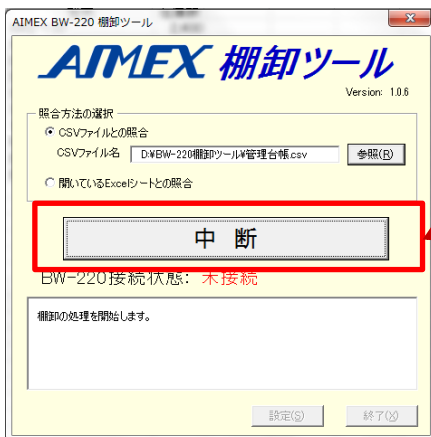 AIMEX BW-220 棚卸ツール
AIMEX 棚卸ツール
Version: 1.0.6
照合方法の選択
CSVファイルとの照合
CSVファイル名 D:¥BW-220棚卸ツール¥管理台帳.csv 参照(R)
開いているExcelシートとの照合
中 断
BW-220接続状態: 未接続
棚卸の処理を開始します。
設定(S) 終了(X)